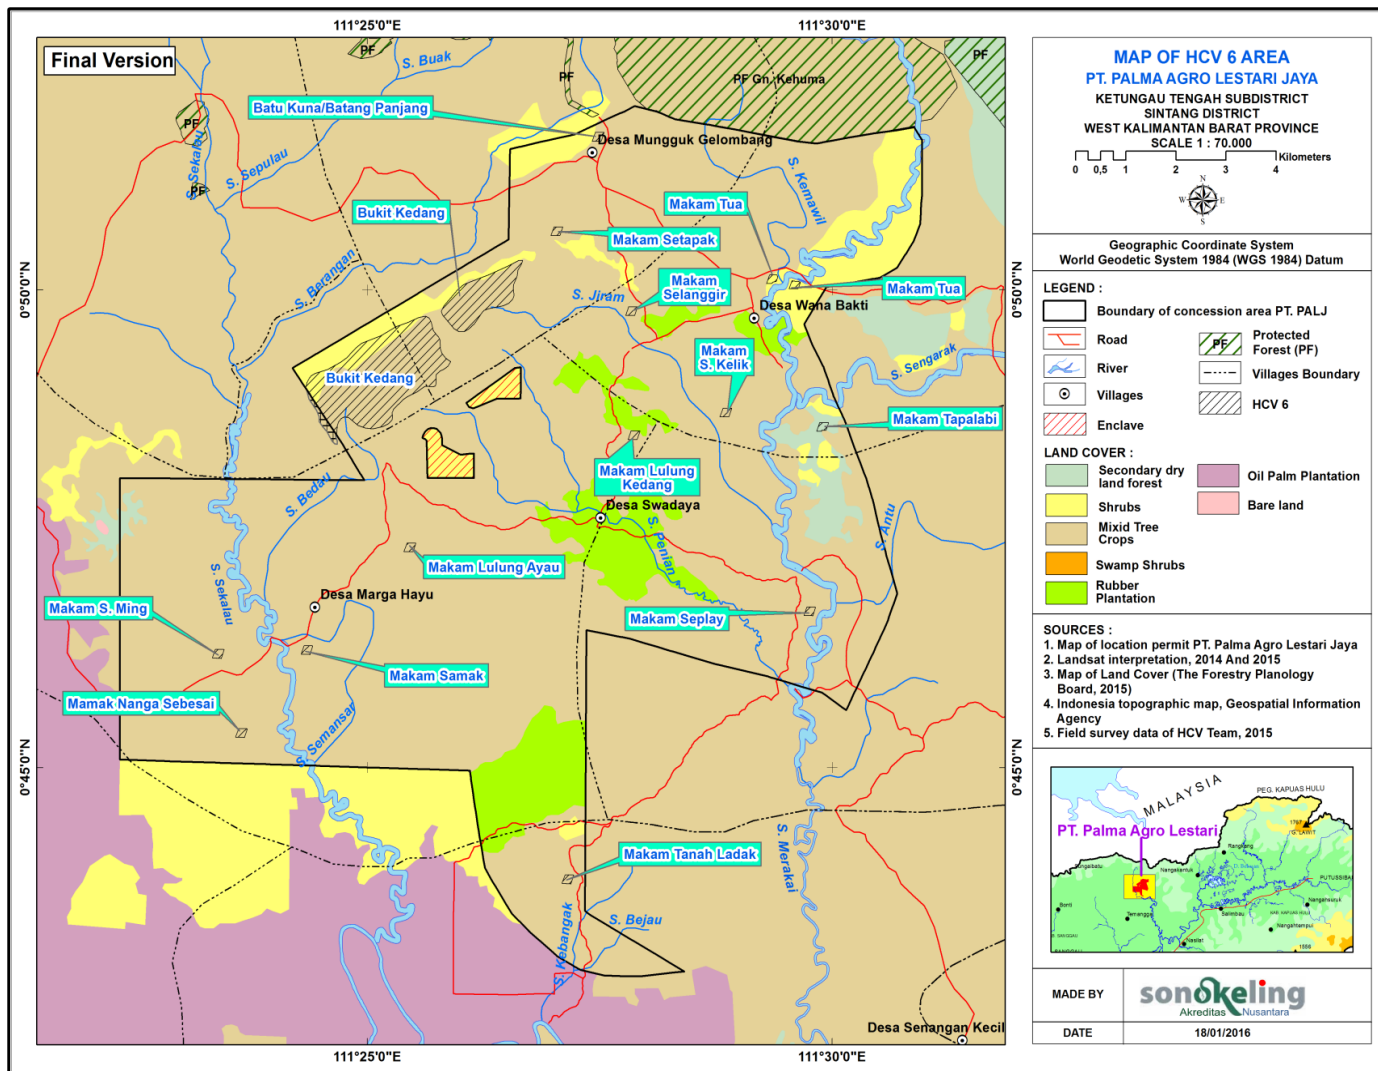 111°25'0"E
111°30'0"E
Final Version
S. Buak
PF
PF
PF
PF Gn. Kehuma
Batu Kuna/Batang Panjang
PF
Desa Mungguk Gelombang
S. Sekalau
S. Sepulau
PF
S. Kemawil
Makam Tua
Bukit Kedang
Makam Setapak
S. Berangan
0°50'0"N
0°50'0"N
Makam
Selanggir
S. Jiram
Makam Tua
Desa Wana Bakti
Makam
S. Kelik
S. Sengarak
Bukit Kedang
Makam Tapalabi
Makam Lulung
Kedang
S. Bedau
Desa Swadaya
S. Antu
S. Penian
Makam Lulung Ayau
S. Sekalau
Desa Marga Hayu
Makam S. Ming
Makam Seplay
Makam Samak
Mamak Nanga Sebesai
S. Semansar
0°45'0"N
0°45'0"N
S. Merakai
Makam Tanah Ladak
S. Bejau
S. Kebangak
Desa Senangan Kecil
111°25'0"E
111°30'0"E
MAP OF HCV 6 AREA
PT. PALMA AGRO LESTARI JAYA
KETUNGAU TENGAH SUBDISTRICT
SINTANG DISTRICT
WEST KALIMANTAN BARAT PROVINCE
SCALE 1 : 70.000
Kilometers
0 0,5 1 2 3 4
N
W E
S
Geographic Coordinate System
World Geodetic System 1984 (WGS 1984) Datum
LEGEND :
Boundary of concession area PT. PALJ
Road
River
Villages
Enclave
PF
Protected
Forest (PF)
Villages Boundary
HCV 6
LAND COVER :
Secondary dry
land forest
Shrubs
Mixid Tree
Crops
Swamp Shrubs
Rubber
Plantation
Oil Palm Plantation
Bare land
SOURCES :
1. Map of location permit PT. Palma Agro Lestari Jaya
2. Landsat interpretation, 2014 And 2015
3. Map of Land Cover (The Forestry Planology
Board, 2015)
4. Indonesia topographic map, Geospatial Information
Agency
5. Field survey data of HCV Team, 2015
MALAYSIA
PEG. KAPUAS HULU
PT. Palma Agro Lestari
MADE BY
sonokeling
Akreditas Nusantara
DATE
18/01/2016